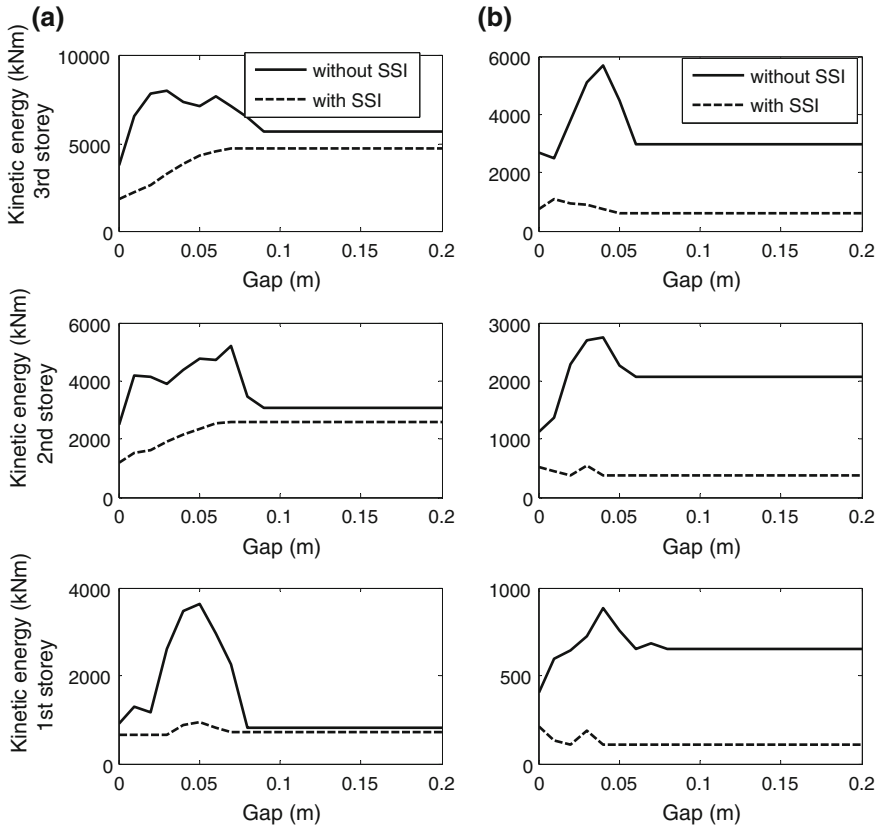 (a)
(b)
Kinetic energy (kNm)
3rd storey
10000
5000
0
without SSI
with SSI
0 0.05 0.1 0.15 0.2
Gap (m)
6000
4000
2000
0
without SSI
with SSI
0 0.05 0.1 0.15 0.2
Gap (m)
Kinetic energy (kNm)
2nd storey
6000
4000
2000
0
0 0.05 0.1 0.15 0.2
Gap (m)
3000
2000
1000
0
0 0.05 0.1 0.15 0.2
Gap (m)
Kinetic energy (kNm)
1st storey
4000
2000
0
0 0.05 0.1 0.15 0.2
Gap (m)
1000
500
0
0 0.05 0.1 0.15 0.2
Gap (m)